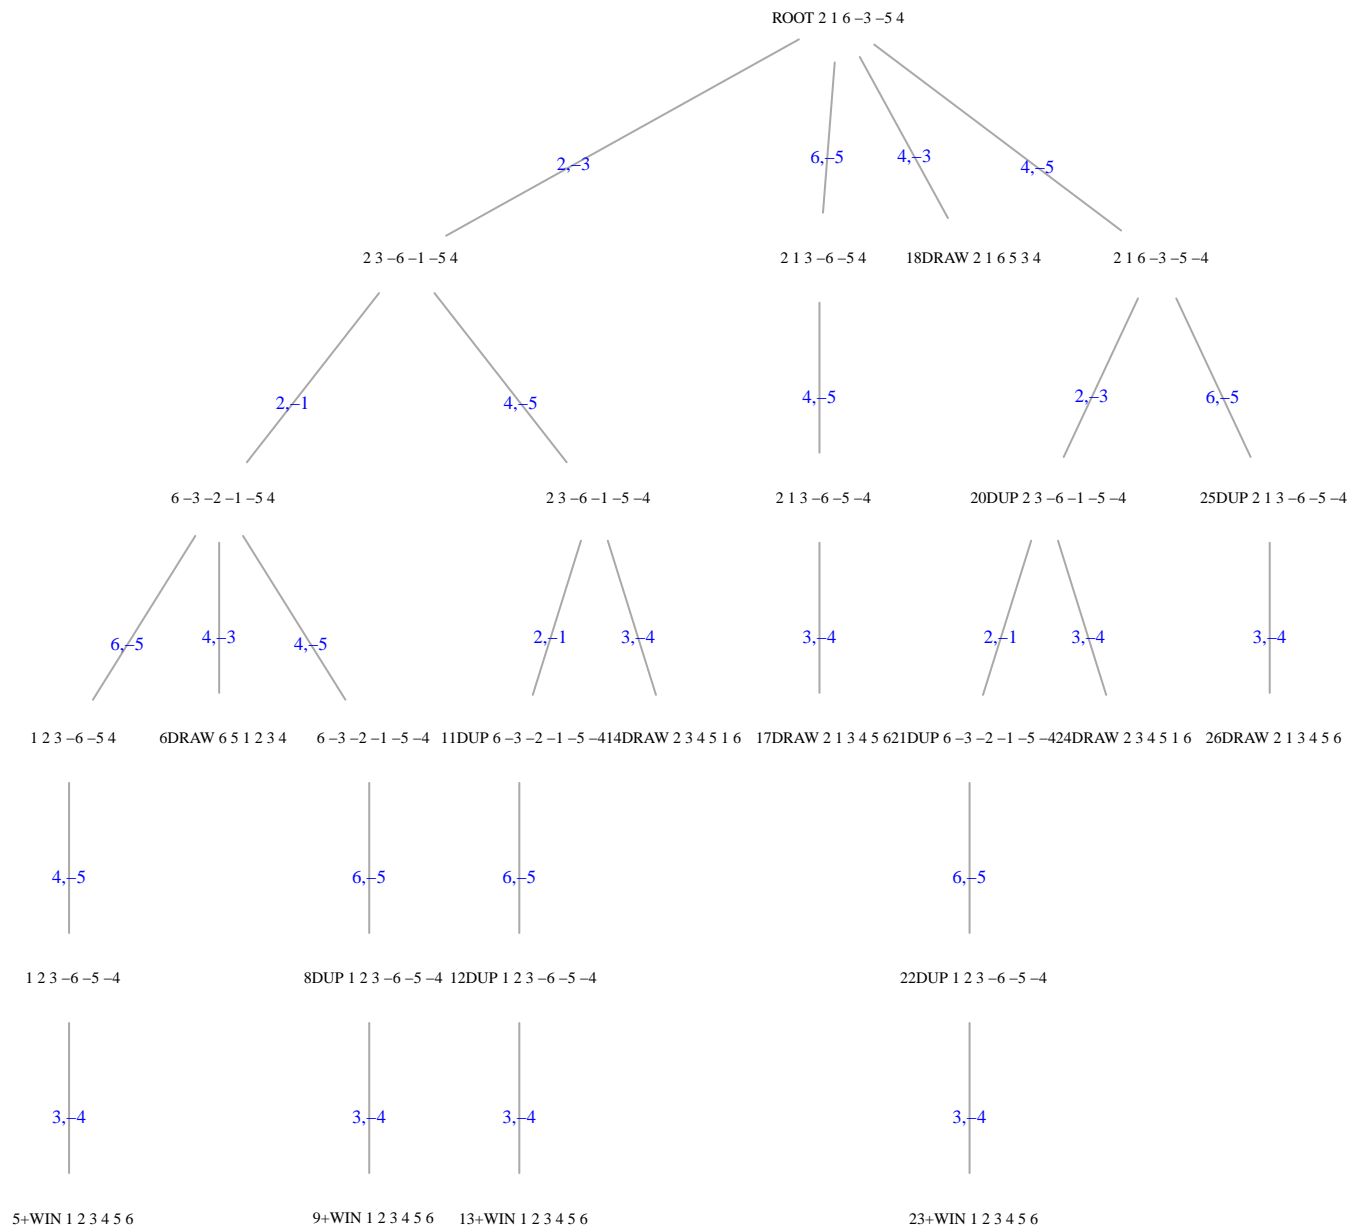 ROOT 2 1 6 –3 –5 4
2,–3 6,–5 4,–3 4,–5
2 3 –6 –1 –5 4 2 1 3 –6 –5 4 18DRAW 2 1 6 5 3 4 2 1 6 –3 –5 –4
2,–1 4,–5 4,–5 2,–3 6,–5
6 –3 –2 –1 –5 4 2 3 –6 –1 –5 –4 2 1 3 –6 –5 –4 20DUP 2 3 –6 –1 –5 –4 25DUP 2 1 3 –6 –5 –4
6,–5 4,–3 4,–5 2,–1 3,–4 3,–4 2,–1 3,–4 3,–4
1 2 3 –6 –5 4 6DRAW 6 5 1 2 3 4 6 –3 –2 –1 –5 –4 11DUP 6 –3 –2 –1 –5 –414DRAW 2 3 4 5 1 6 17DRAW 2 1 3 4 5 621DUP 6 –3 –2 –1 –5 –424DRAW 2 3 4 5 1 6 26DRAW 2 1 3 4 5 6
4,–5 6,–5 6,–5 6,–5
1 2 3 –6 –5 –4 8DUP 1 2 3 –6 –5 –4 12DUP 1 2 3 –6 –5 –4 22DUP 1 2 3 –6 –5 –4
3,–4 3,–4 3,–4 3,–4
5+WIN 1 2 3 4 5 6 9+WIN 1 2 3 4 5 6 13+WIN 1 2 3 4 5 6 23+WIN 1 2 3 4 5 6